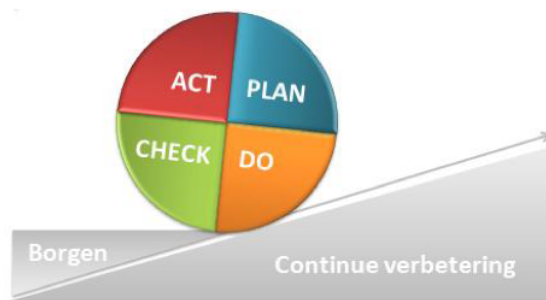 ACT
PLAN
CHECK
DO
Borgen
Continue verbetering